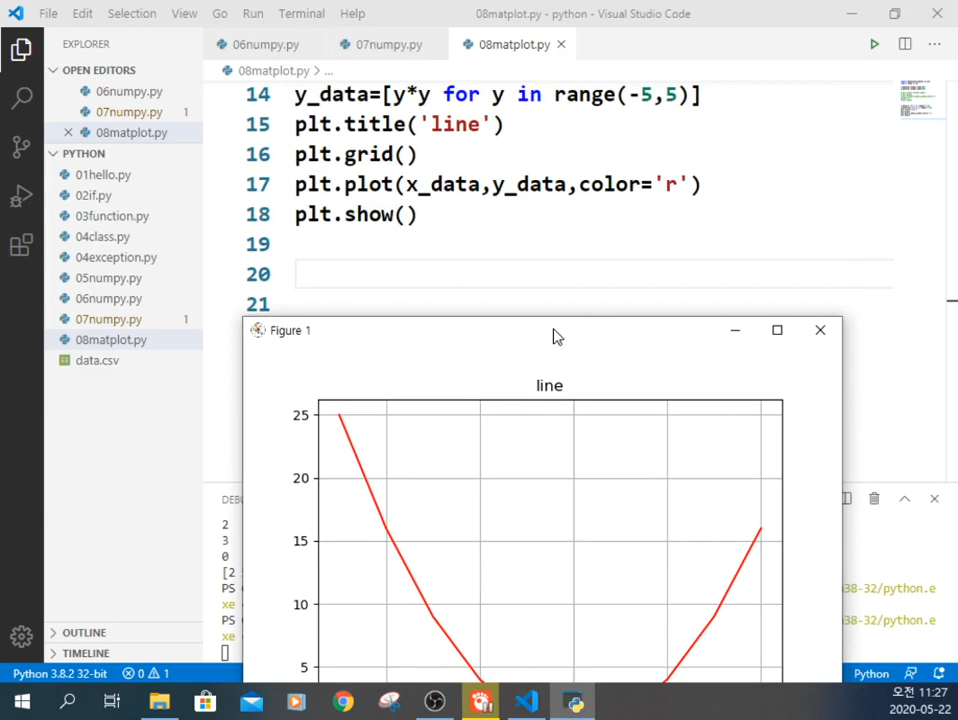 File Edit Selection View Go Run Terminal Help 08matplot.py - python - Visual Studio Code
EXPLORER
06numpy.py 07numpy.py 08matplot.py
OPEN EDITORS
08matplot.py > ...
06numpy.py
07numpy.py 1
08matplot.py
PYTHON
01hello.py
02if.py
03function.py
04class.py
04exception.py
05numpy.py
06numpy.py
07numpy.py 1
08matplot.py
data.csv
14 y_data=[y*y for y in range(-5,5)]
15 plt.title('line')
16 plt.grid()
17 plt.plot(x_data,y_data,color='r')
18 plt.show()
19
20
21
Figure 1
line
25
20
15
10
5
DEBU
2
3
0
[2
PS
xe
PS
xe
38-32/python.e
38-32/python.e
OUTLINE
TIMELINE
Python 3.8.2 32-bit 0 1 Python
오전 11:27
2020-05-22